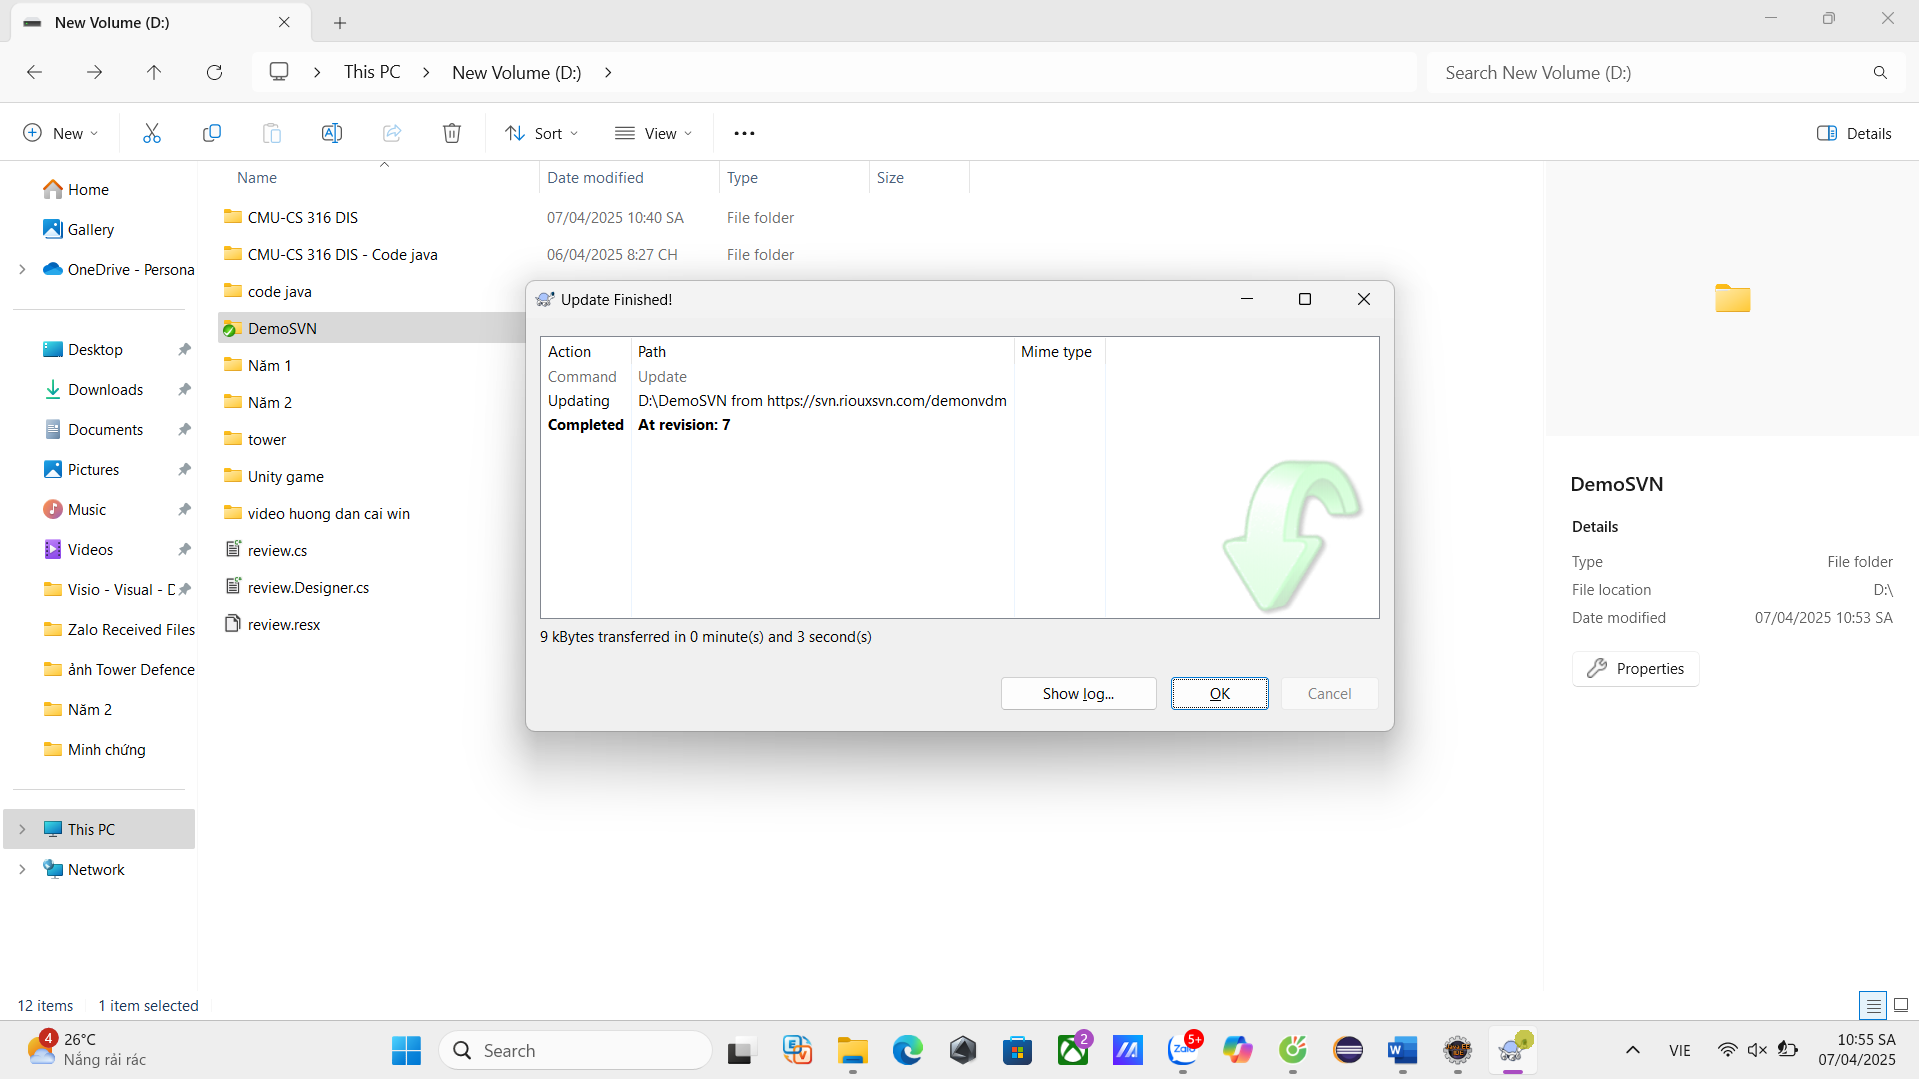 New Volume (D:)
This PC
New Volume (D:)
Search New Volume (D:)
New
Sort
View
Details
Home
Gallery
OneDrive - Persona
Desktop
Downloads
Documents
Pictures
Music
Videos
Visio - Visual - D
Zalo Received Files
ảnh Tower Defence
Năm 2
Minh chứng
This PC
Network
Name Date modified Type Size
CMU-CS 316 DIS 07/04/2025 10:40 SA File folder
CMU-CS 316 DIS - Code java 06/04/2025 8:27 CH File folder
code java
DemoSVN
Năm 1
Năm 2
tower
Unity game
video huong dan cai win
review.cs
review.Designer.cs
review.resx
Update Finished!
Action Path Mime type
Command Update
Updating D:\DemoSVN from https://svn.riouxsvn.com/demonvdm
Completed At revision: 7
9 kBytes transferred in 0 minute(s) and 3 second(s)
Show log...
OK
Cancel
DemoSVN
Details
Type File folder
File location D:\
Date modified 07/04/2025 10:53 SA
Properties
12 items 1 item selected
4
26°C
Nắng rải rác
Search
2
Zalo
5+
VIE
10:55 SA
07/04/2025